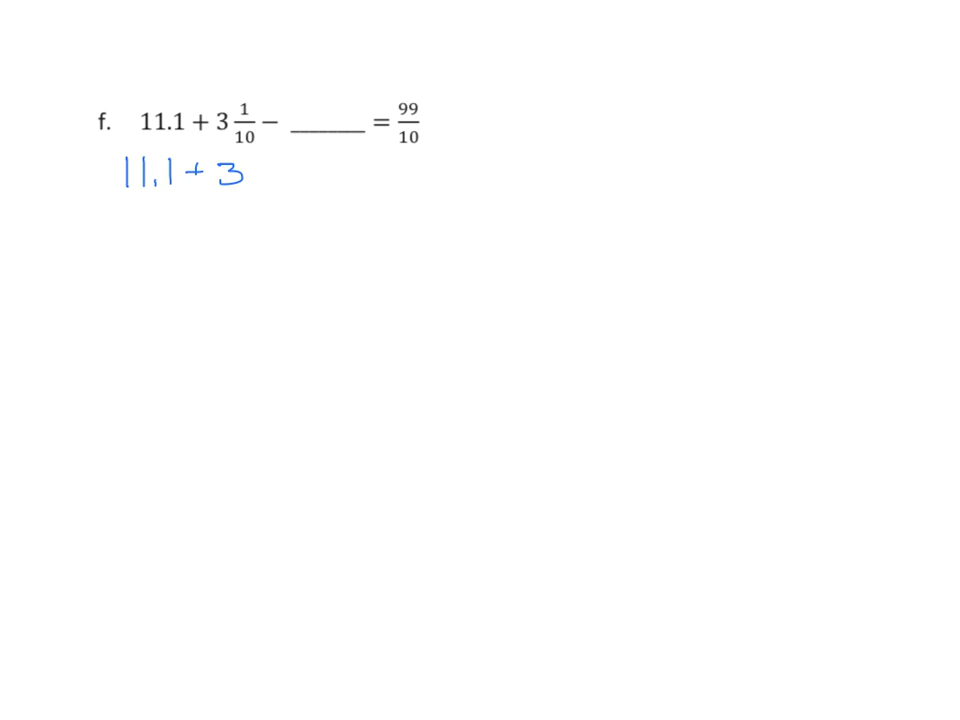 f. 11.1 + 3 1/10 − ______ = 99/10
11.1 + 3